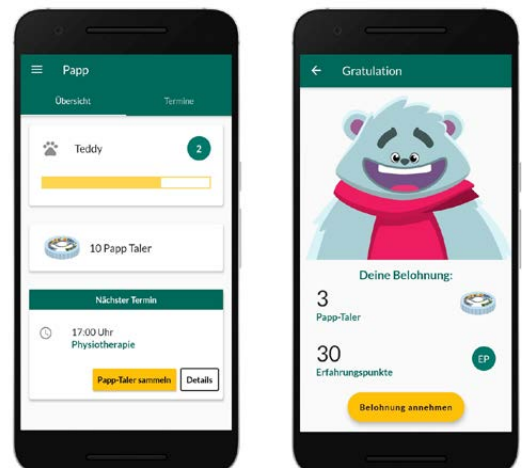 Papp
Übersicht Termine
Teddy 2
10 Papp Taler
Nächster Termin
17:00 Uhr
Physiotherapie
Papp-Taler sammeln Details
Gratulation
Deine Belohnung:
3
Papp-Taler
30 EP
Erfahrungspunkte
Belohnung annehmen